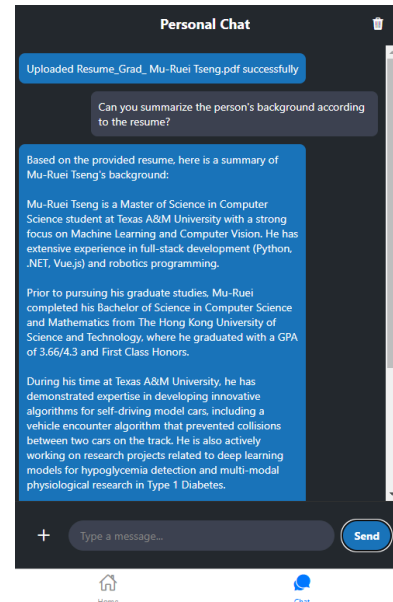 Personal Chat
Uploaded Resume_Grad_ Mu-Ruei Tseng.pdf successfully
Can you summarize the person's background according
to the resume?
Based on the provided resume, here is a summary of
Mu-Ruei Tseng's background:
Mu-Ruei Tseng is a Master of Science in Computer
Science student at Texas A&M University with a strong
focus on Machine Learning and Computer Vision. He has
extensive experience in full-stack development (Python,
.NET, Vue.js) and robotics programming.
Prior to pursuing his graduate studies, Mu-Ruei
completed his Bachelor of Science in Computer Science
and Mathematics from The Hong Kong University of
Science and Technology, where he graduated with a GPA
of 3.66/4.3 and First Class Honors.
During his time at Texas A&M University, he has
demonstrated expertise in developing innovative
algorithms for self-driving model cars, including a
vehicle encounter algorithm that prevented collisions
between two cars on the track. He is also actively
working on research projects related to deep learning
models for hypoglycemia detection and multi-modal
physiological research in Type 1 Diabetes.
Type a message...
Send
Home
Chat